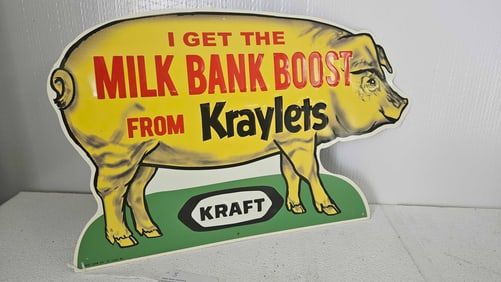 I GET THE
MILK BANK BOOST
FROM Kraylets
KRAFT